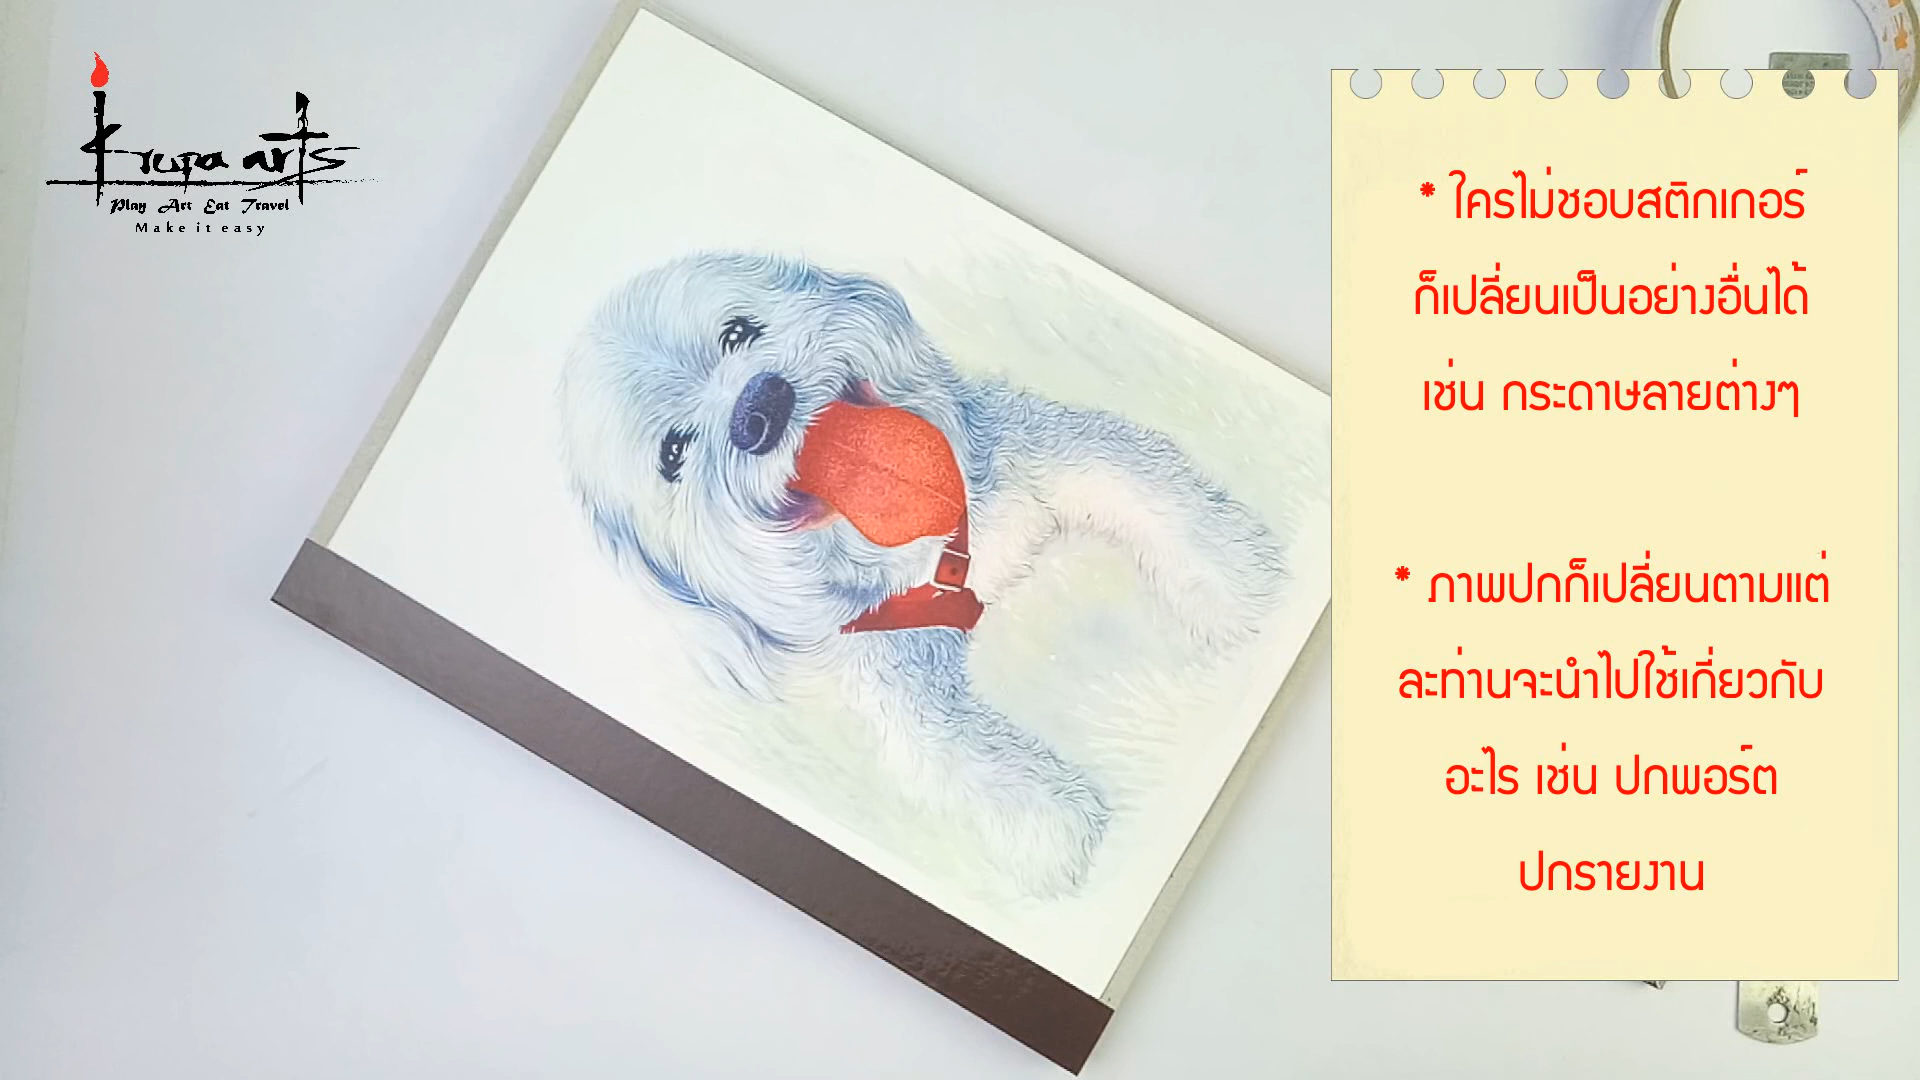 Krupa arts
Play Art Eat Travel
Make it easy
* ใครไม่ชอบสติกเกอร์
ก็เปลี่ยนเป็นอย่างอื่นได้
เช่น กระดาษลายต่างๆ
* ภาพปกก็เปลี่ยนตามแต่
ละท่านจะนำไปใช้เกี่ยวกับ
อะไร เช่น ปกพอร์ต
ปกรายงาน